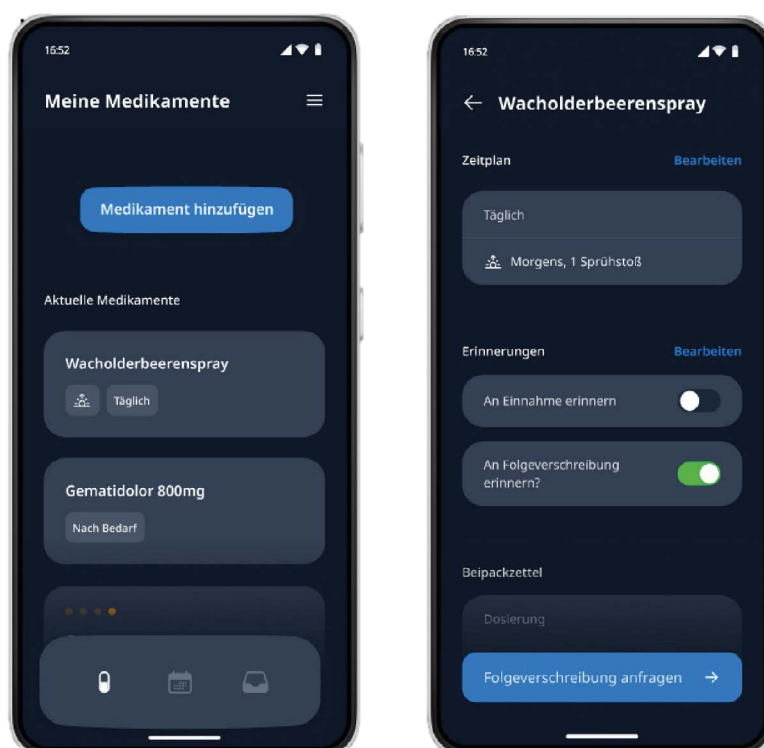 16:52
Meine Medikamente
Medikament hinzufügen
Aktuelle Medikamente
Wacholderbeerenspray
Täglich
Gematidolor 800mg
Nach Bedarf
16:52
Wacholderbeerenspray
Zeitplan Bearbeiten
Täglich
Morgens, 1 Sprühstoß
Erinnerungen Bearbeiten
An Einnahme erinnern
An Folgeverschreibung
erinnern?
Beipackzettel
Dosierung
Folgeverschreibung anfragen